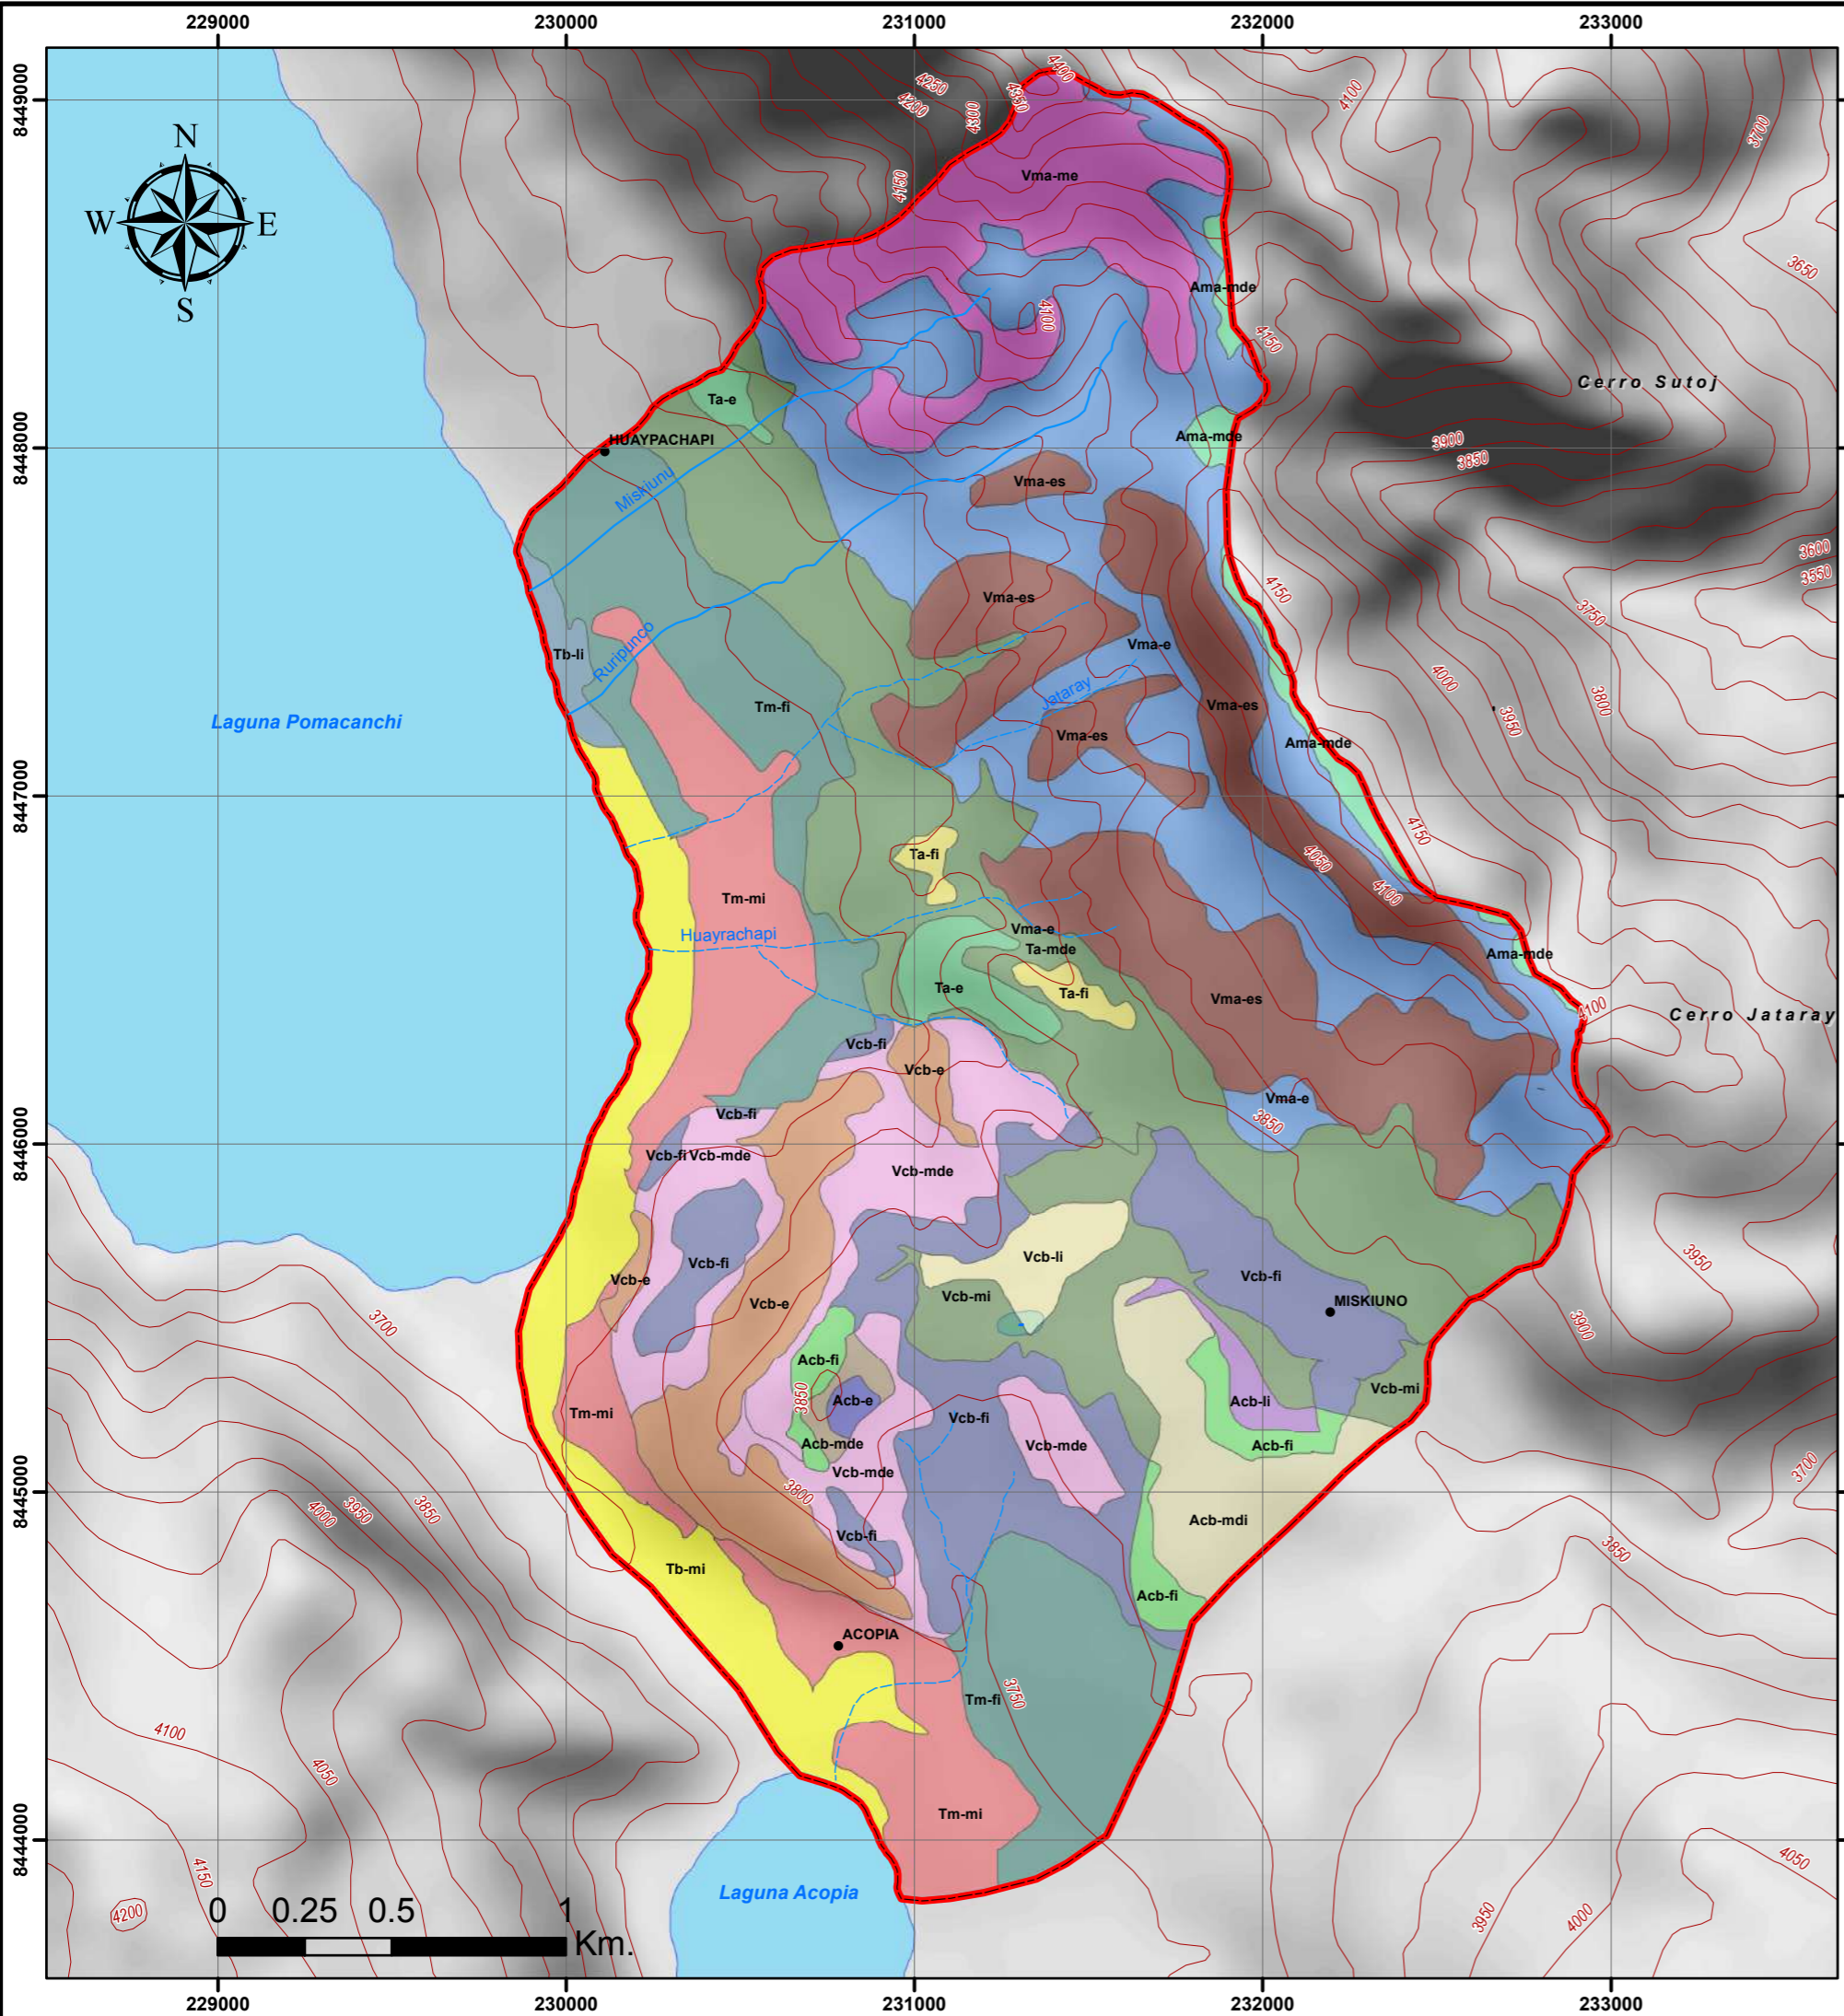 229000 230000 231000 232000 233000
8449000
8448000
8447000
8446000
8445000
8444000
N
W E
S
4400
4250
4350
4200
4300
4100
3700
4150
Vma-me
3650
Ama-mde
4100
4150
Cerro Sutoj
Ta-e
HUAYPACHAPI
Ama-mde
3900
3850
Miskiunu
Vma-es
3600
3550
4150
Vma-es
3750
Ruripunco
Tb-li
Vma-e
4000
Jataray
3800
Tm-fi
Vma-es
3950
Laguna Pomacanchi
Vma-es
Ama-mde
4150
Ta-fi
4050
4100
Tm-mi
Huayrachapi
Vma-e
Ta-mde
Ama-mde
Ta-e
Ta-fi
Vma-es
4100
Cerro Jataray
Vcb-fi
Vcb-e
Vcb-fi
Vma-e
3850
Vcb-fi Vcb-mde
Vcb-mde
Vcb-li
3950
Vcb-fi
Vcb-fi
Vcb-e
Vcb-mi
Vcb-e
MISKIUNO
3700
3900
Acb-fi
Vcb-mi
3850
Acb-e
Acb-li
Tm-mi
Vcb-fi
Acb-mde
Vcb-mde
Acb-fi
Vcb-mde
3700
3800
4000
3950
3850
Acb-mdi
Vcb-fi
3850
Tb-mi
Acb-fi
ACOPIA
3750
Tm-fi
4100
4050
Tm-mi
4050
4150
Laguna Acopia
4200
3950
4000
0 0.25 0.5 1
Km.
229000 230000 231000 232000 233000